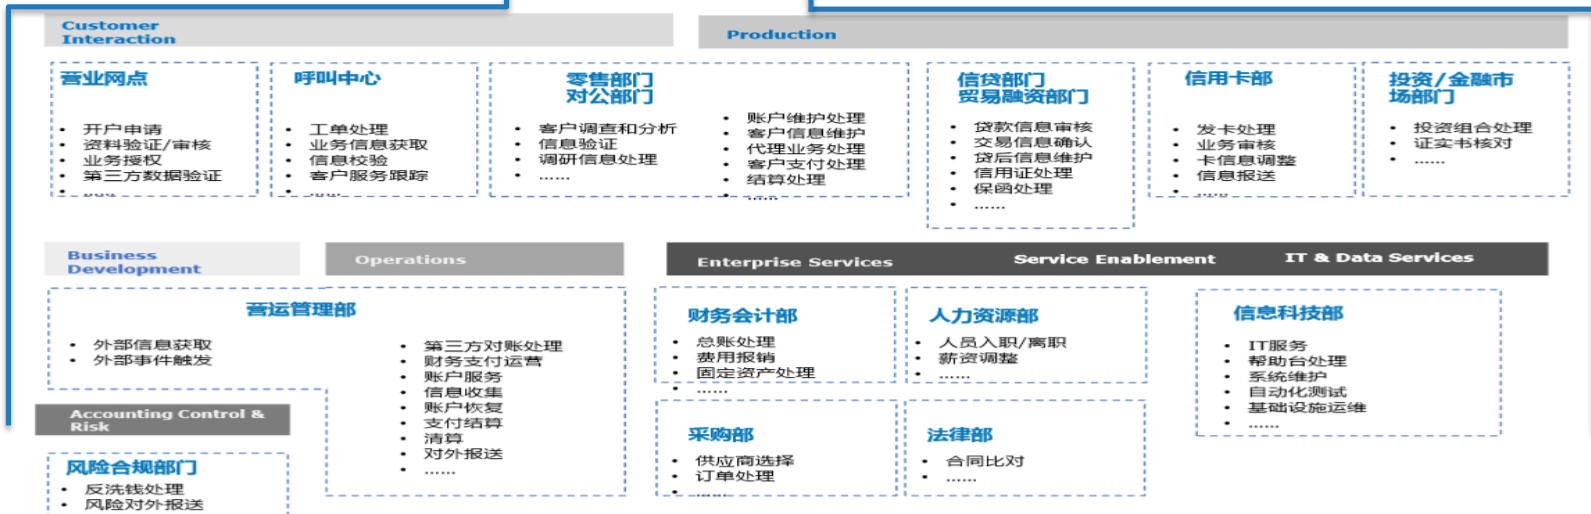 Customer
Interaction
Production
营业网点
• 开户申请
• 资料验证/审核
• 业务授权
• 第三方数据验证
• ......
呼叫中心
• 工单处理
• 业务信息获取
• 信息校验
• 客户服务跟踪
• ......
零售部门
对公部门
• 客户调查和分析
• 信息验证
• 调研信息处理
• ......
• 账户维护处理
• 客户信息维护
• 代理业务处理
• 客户支付处理
• 结算处理
• ......
信贷部门
贸易融资部门
• 贷款信息审核
• 交易信息确认
• 贷后信息维护
• 信用证处理
• 保函处理
• ......
信用卡部
• 发卡处理
• 业务审核
• 卡信息调整
• 信息报送
• ......
投资/金融市
场部门
• 投资组合处理
• 证实书核对
• ......
Business
Development
Operations
Enterprise Services
Service Enablement
IT & Data Services
营运管理部
• 外部信息获取
• 外部事件触发
• 第三方对账处理
• 财务支付运营
• 账户服务
• 信息收集
• 账户恢复
• 支付结算
• 清算
• 对外报送
• ......
财务会计部
• 总账处理
• 费用报销
• 固定资产处理
• ......
人力资源部
• 人员入职/离职
• 薪资调整
• ......
信息科技部
• IT服务
• 帮助台处理
• 系统维护
• 自动化测试
• 基础设施运维
• ......
Accounting Control &
Risk
风险合规部门
• 反洗钱处理
• 风险对外报送
采购部
• 供应商选择
• 订单处理
• ......
法律部
• 合同比对
• ......